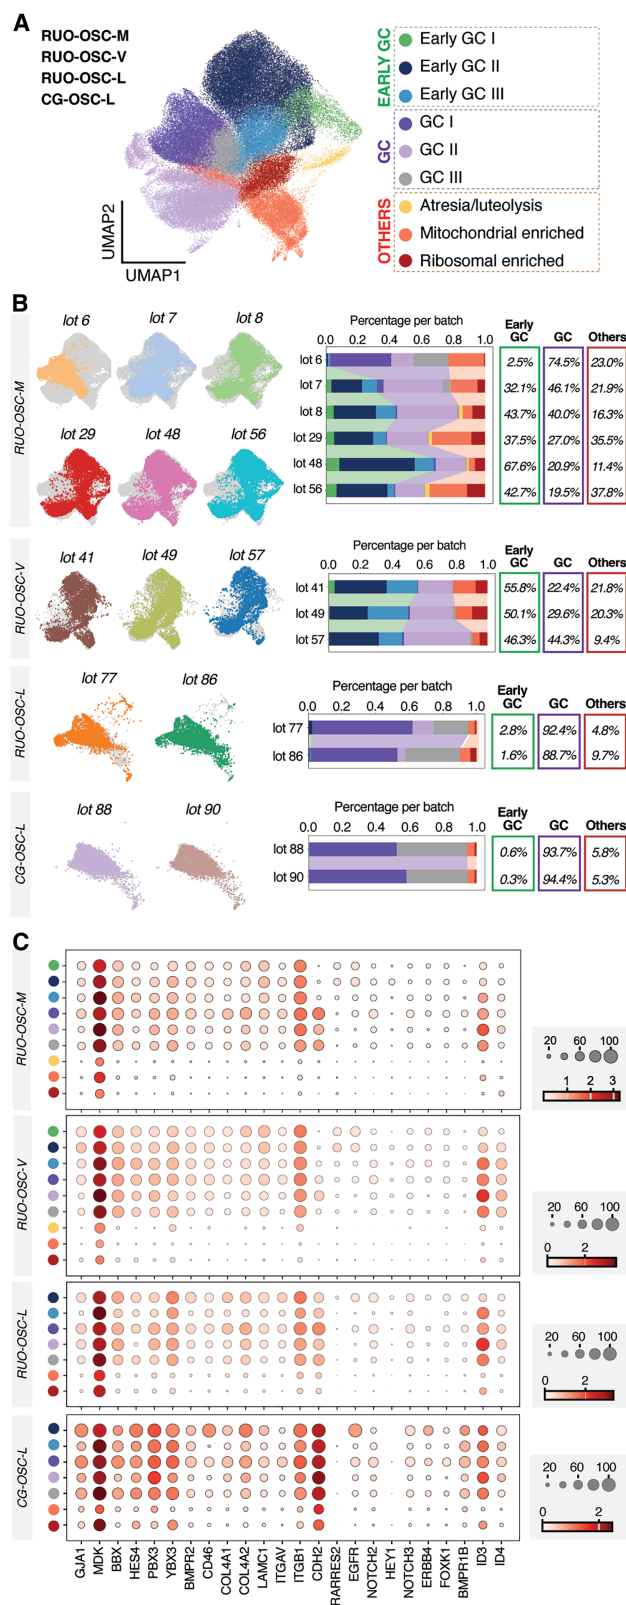 A
RUO-OSC-M
RUO-OSC-V
RUO-OSC-L
CG-OSC-L
UMAP2
UMAP1
EARLY GC
Early GC I
Early GC II
Early GC III
GC
GC I
GC II
GC III
OTHERS
Atresia/luteolysis
Mitochondrial enriched
Ribosomal enriched
B
RUO-OSC-M
lot 6 lot 7 lot 8
lot 29 lot 48 lot 56
Percentage per batch
0.0 0.2 0.4 0.6 0.8 1.0
Early GC GC Others
lot 6 2.5% 74.5% 23.0%
lot 7 32.1% 46.1% 21.9%
lot 8 43.7% 40.0% 16.3%
lot 29 37.5% 27.0% 35.5%
lot 48 67.6% 20.9% 11.4%
lot 56 42.7% 19.5% 37.8%
RUO-OSC-V
lot 41 lot 49 lot 57
Percentage per batch
0.0 0.2 0.4 0.6 0.8 1.0
Early GC GC Others
lot 41 55.8% 22.4% 21.8%
lot 49 50.1% 29.6% 20.3%
lot 57 46.3% 44.3% 9.4%
RUO-OSC-L
lot 77 lot 86
Percentage per batch
0.0 0.2 0.4 0.6 0.8 1.0
Early GC GC Others
lot 77 2.8% 92.4% 4.8%
lot 86 1.6% 88.7% 9.7%
CG-OSC-L
lot 88 lot 90
Percentage per batch
0.0 0.2 0.4 0.6 0.8 1.0
Early GC GC Others
lot 88 0.6% 93.7% 5.8%
lot 90 0.3% 94.4% 5.3%
C
RUO-OSC-M
20 60 100
1 2 3
RUO-OSC-V
20 60 100
0 2
RUO-OSC-L
20 60 100
0 2
CG-OSC-L
20 60 100
0 2
GJA1
MDK
BBX
HES4
PBX3
YBX3
BMPR2
CD46
COL4A1
COL4A2
LAMC1
ITGAV
ITGB1
CDH2
RARRES2
EGFR
NOTCH2
HEY1
NOTCH3
ERBB4
FOXK1
BMPR1B
ID3
ID4